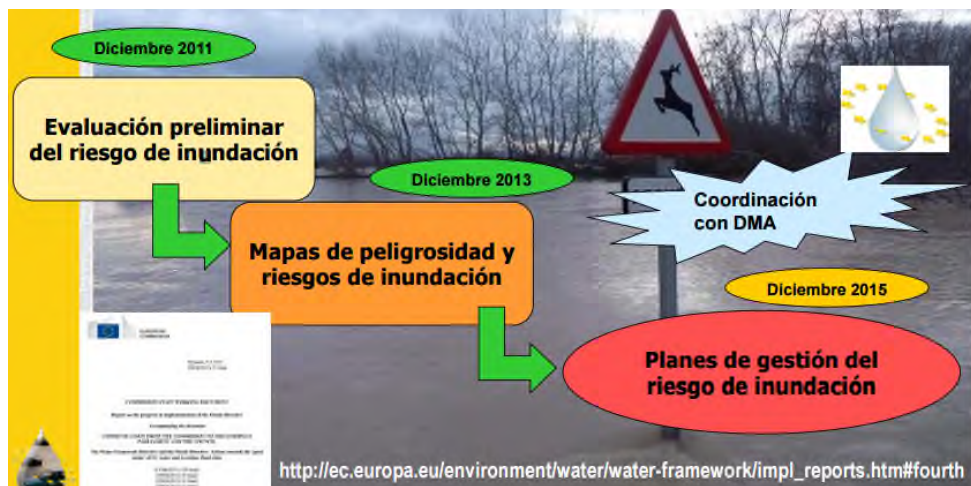 Diciembre 2011
Evaluación preliminar
del riesgo de inundación
Diciembre 2013
Mapas de peligrosidad y
riesgos de inundación
Coordinación
con DMA
Diciembre 2015
Planes de gestión del
riesgo de inundación
EUROPEAN
COMMISSION
COMMISSION STAFF WORKING DOCUMENT
http://ec.europa.eu/environment/water/water-framework/impl_reports.htm#fourth